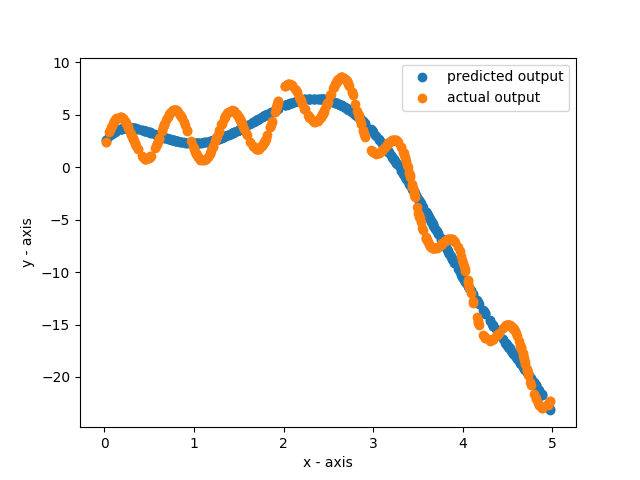 predicted output
actual output
10
5
0
−5
−10
−15
−20
y - axis
0 1 2 3 4 5
x - axis